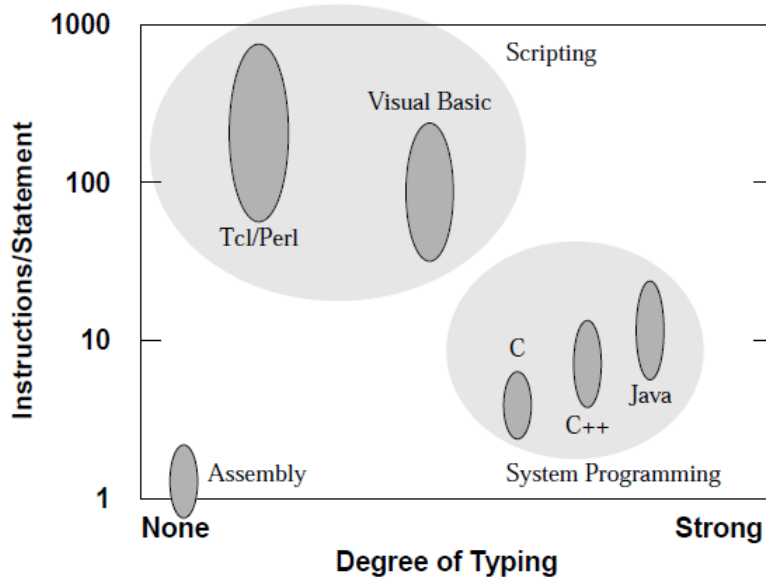 1000
Scripting
Visual Basic
100
Tcl/Perl
Instructions/Statement
10
C
Java
C++
Assembly
System Programming
1
None
Strong
Degree of Typing